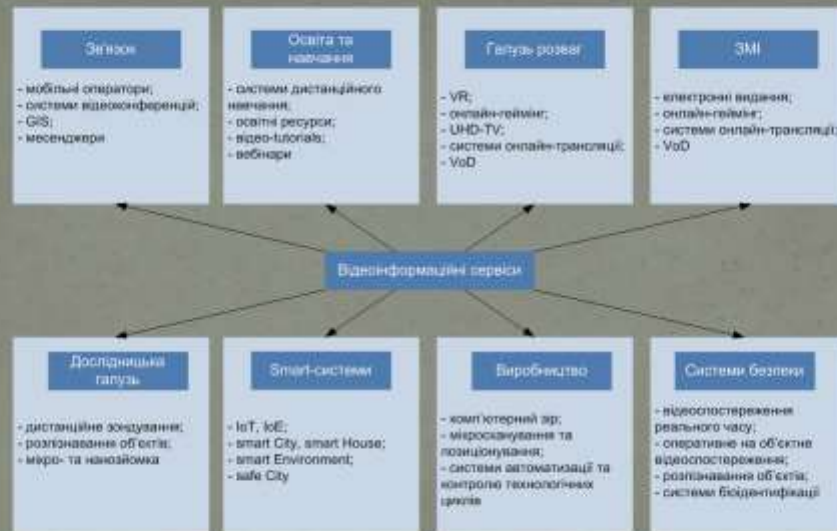 Зв'язок
- мобільні оператори;
- системи відеоконференцій;
- GIS;
- месенджери
Освіта та
навчання
- системи дистанційного
навчання;
- освітні ресурси;
- відео-tutorials;
- вебінари
Галузь розваг
- VR;
- онлайн-геймінг;
- UHD-TV;
- системи онлайн-трансляції;
- VoD
ЗМІ
- електронні видання;
- онлайн-геймінг;
- системи онлайн-трансляції;
- VoD
Відеоінформаційні сервіси
Дослідницька
галузь
- дистанційне зондування;
- розпізнавання об'єктів;
- мікро- та нанозйомка
Smart-системи
- IoT, IoE;
- smart City, smart House;
- smart Environment;
- safe City
Виробництво
- комп'ютерний зір;
- мікросканування та
позиціонування;
- системи автоматизації та
контролю технологічних
циклів
Системи безпеки
- відеоспостереження
реального часу;
- оперативне на об'єктне
відеоспостереження;
- розпізнавання об'єктів;
- системи біоідентифікації